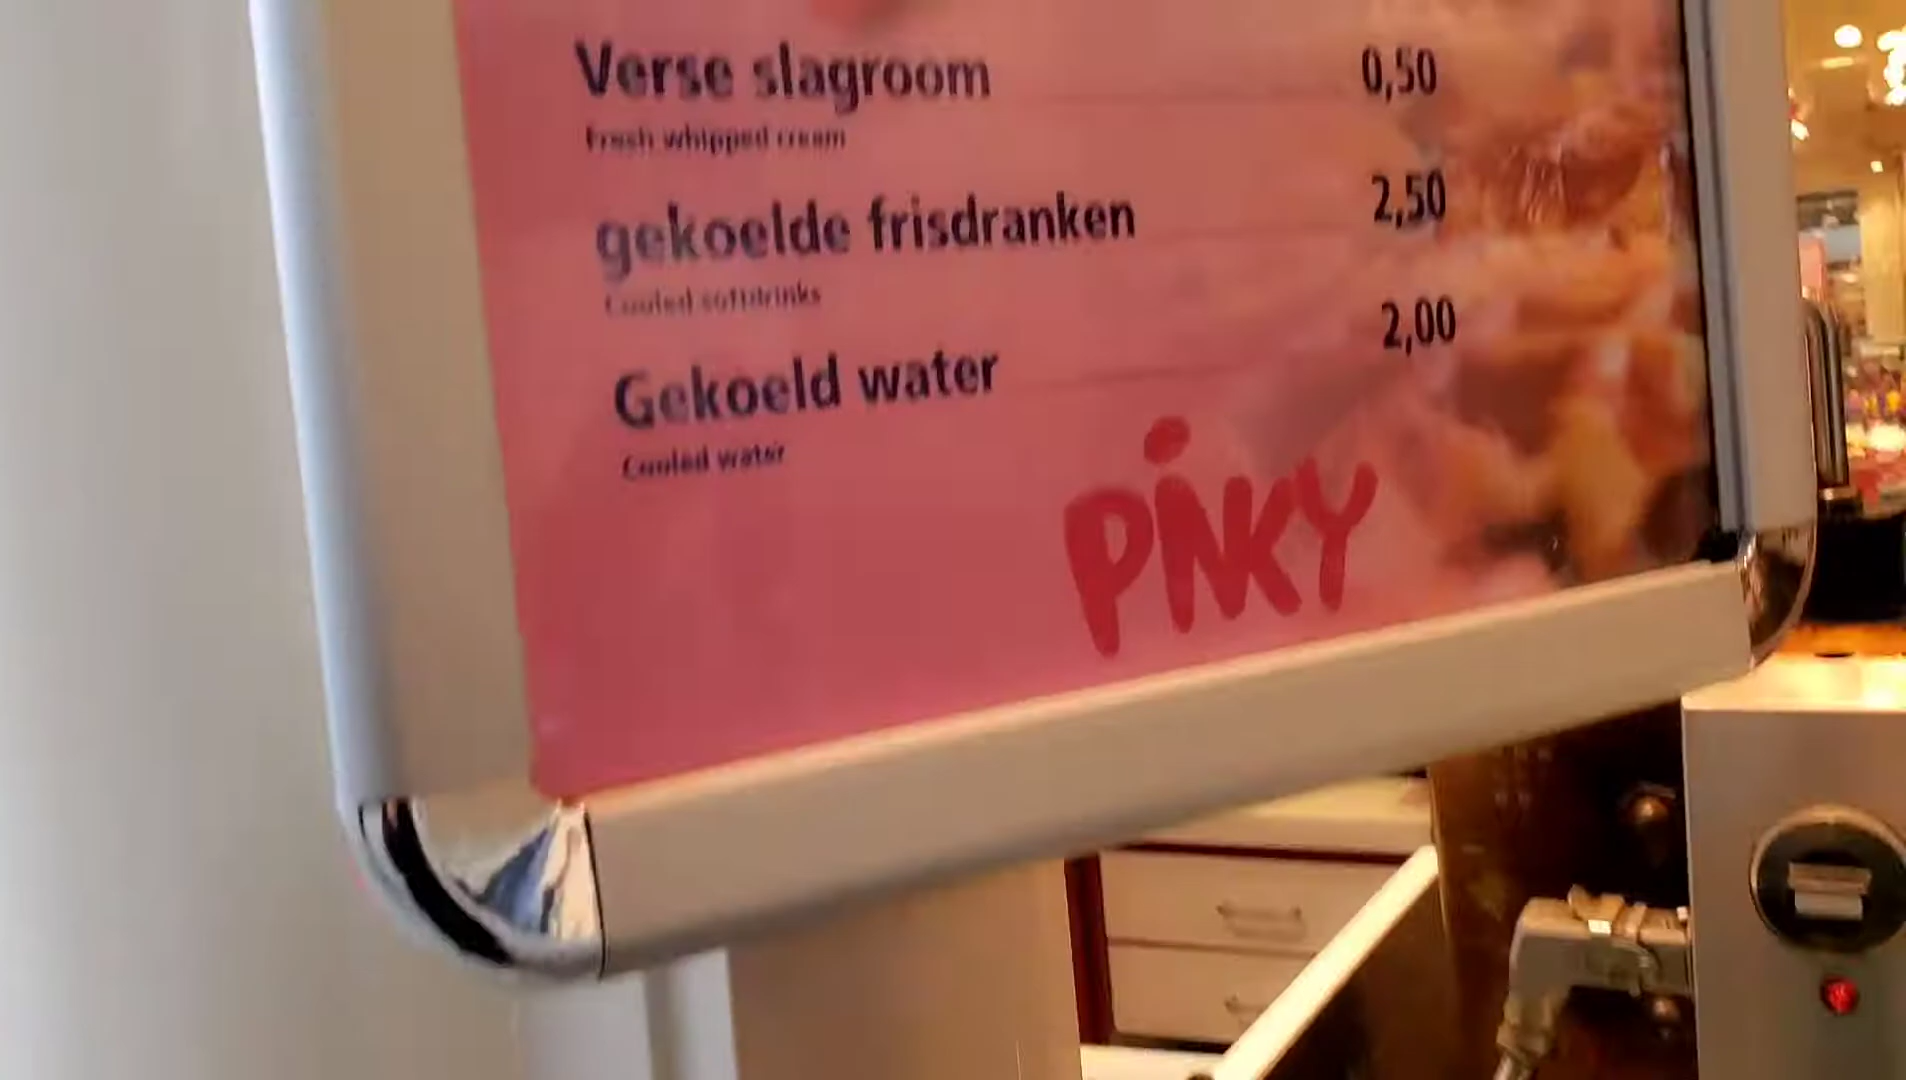 Verse slagroom 0,50
Fresh whipped cream
gekoelde frisdranken 2,50
Cooled softdrinks
Gekoeld water 2,00
Cooled water
PiNKY